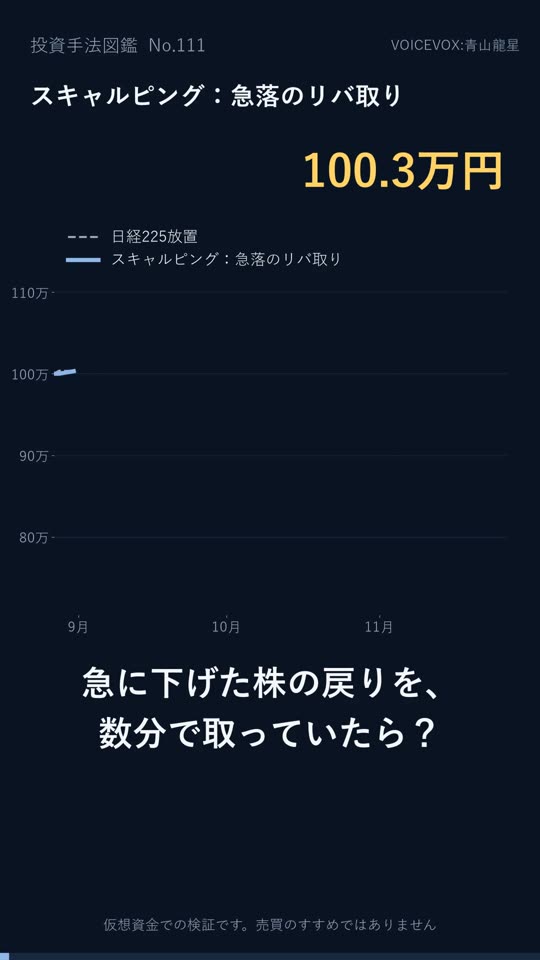 投資手法図鑑 No.111
VOICEVOX:青山龍星
スキャルピング：急落のリバ取り
100.3万円
日経225放置
スキャルピング：急落のリバ取り
110万
100万
90万
80万
9月
10月
11月
急に下げた株の戻りを、
数分で取っていたら？
仮想資金での検証です。売買のすすめではありません